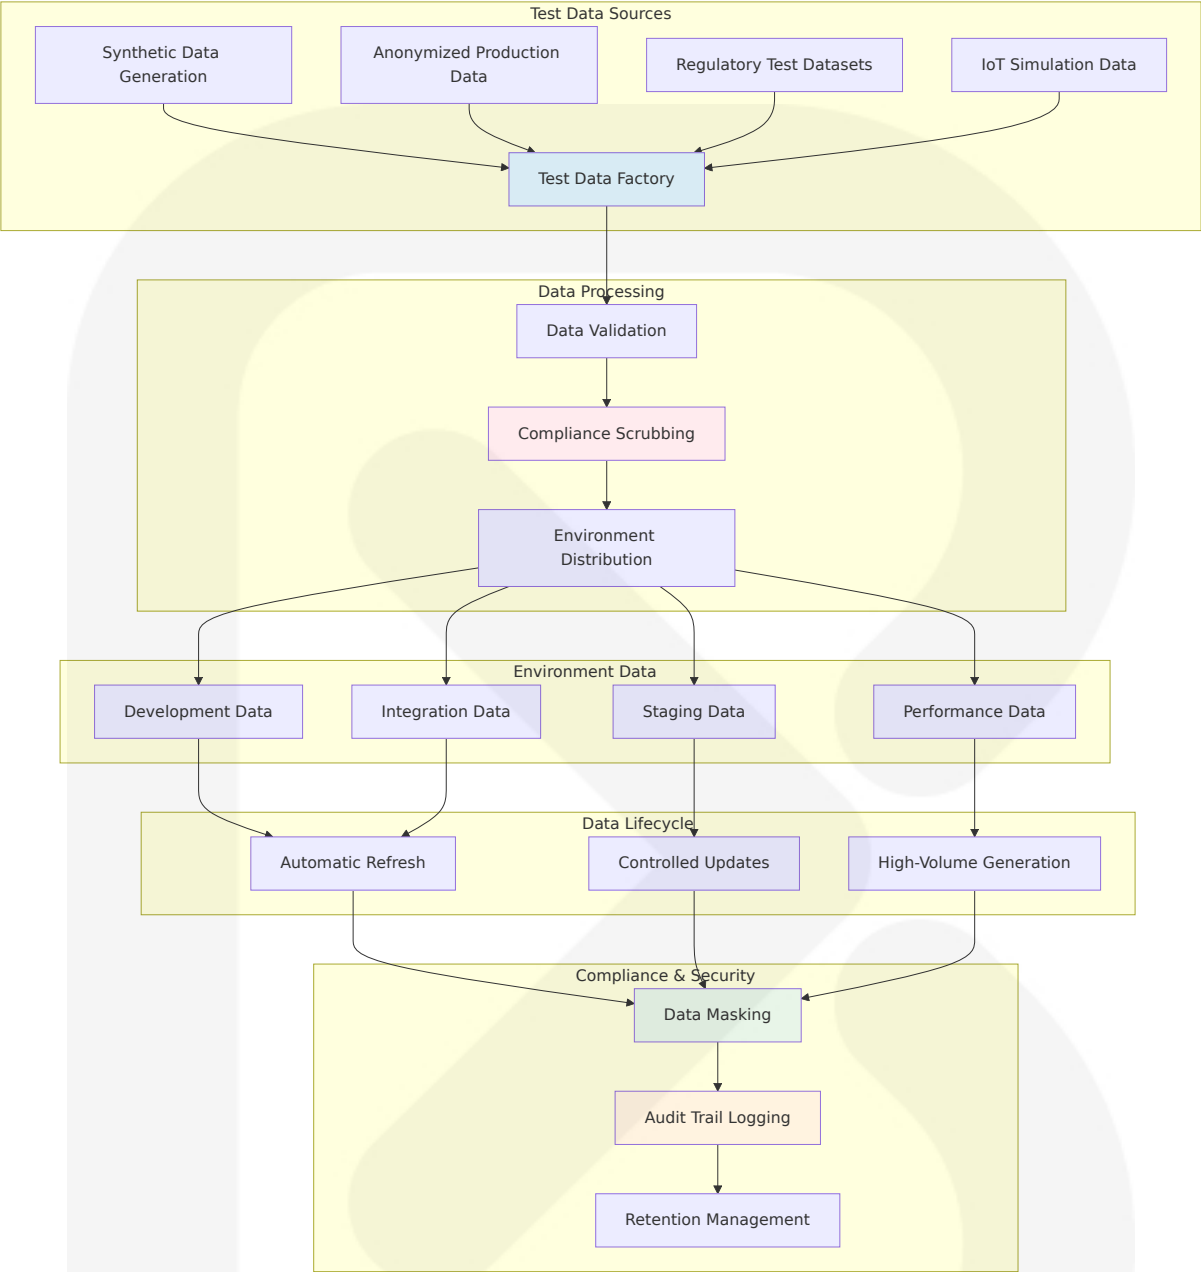 Test Data Sources
Synthetic Data
Generation
Anonymized Production
Data
Regulatory Test Datasets
IoT Simulation Data
Test Data Factory
Data Processing
Data Validation
Compliance Scrubbing
Environment
Distribution
Environment Data
Development Data
Integration Data
Staging Data
Performance Data
Data Lifecycle
Automatic Refresh
Controlled Updates
High-Volume Generation
Compliance & Security
Data Masking
Audit Trail Logging
Retention Management